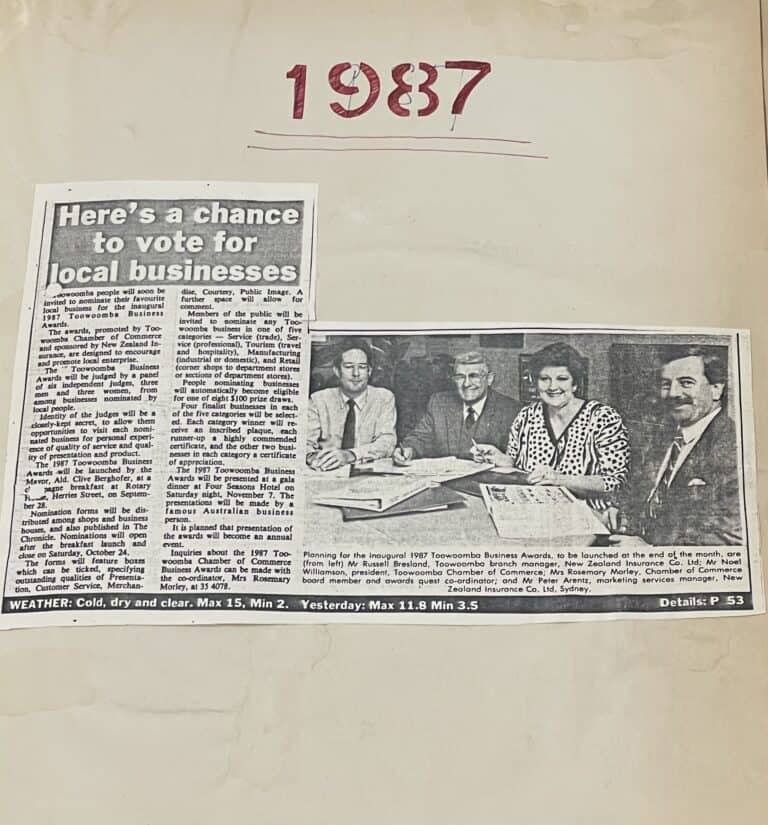 1987
Here's a chance
to vote for
local businesses
Toowoomba people will soon be
invited to nominate their favourite
local business for the inaugural
1987 Toowoomba Business
Awards.
The awards, promoted by Too-
woomba Chamber of Commerce
and sponsored by New Zealand In-
surance, are designed to encourage
and promote local enterprise.
The Toowoomba Business
Awards will be judged by a panel
of six independent judges, three
men and three women, from
among businesses nominated by
local people.
Identity of the judges will be a
closely-kept secret, to allow them
opportunities to visit each nomi-
nated business for personal experi-
ence of quality of service and qual-
ity of presentation and product.
The 1987 Toowoomba Business
Awards will be launched by the
Mayor, Ald. Clive Berghofer, at a
breakfast at Rotary
Herries Street, on Septem-
ber 28.
Nomination forms will be dis-
tributed among shops and business
houses, and also published in The
Chronicle. Nominations will open
after the breakfast launch and
close on Saturday, October 24.
The forms will feature boxes
which can be ticked, specifying
outstanding qualities of Presenta-
tion, Customer Service, Merchan-
dise, Courtesy, Public Image. A
further space will allow for
comment.
Members of the public will be
invited to nominate any Too-
woomba business in one of five
categories — Service (trade), Ser-
vice (professional), Tourism (travel
and hospitality), Manufacturing
(industrial or domestic), and Retail
(corner shops to department stores
or sections of department stores).
People nominating businesses
will automatically become eligible
for one of eight $100 prize draws.
Four finalist businesses in each
of the five categories will be select-
ed. Each category winner will re-
ceive an inscribed plaque, each
runner-up a highly commended
certificate, and the other two busi-
nesses in each category a certificate
of appreciation.
The 1987 Toowoomba Business
Awards will be presented at a gala
dinner at Four Seasons Hotel on
Saturday night, November 7. The
presentations will be made by a
famous Australian business
person.
It is planned that presentation of
the awards will become an annual
event.
Inquiries about the 1987 Too-
woomba Chamber of Commerce
Business Awards can be made with
the co-ordinator, Mrs Rosemary
Morley, at 35 4078.
Planning for the inaugural 1987 Toowoomba Business Awards, to be launched at the end of the month, are
(from left) Mr Russell Bresland, Toowoomba branch manager, New Zealand Insurance Co. Ltd; Mr Noel
Williamson, president, Toowoomba Chamber of Commerce; Mrs Rosemary Morley, Chamber of Commerce
board member and awards quest co-ordinator; and Mr Peter Arentz, marketing services manager, New
Zealand Insurance Co. Ltd, Sydney.
WEATHER: Cold, dry and clear. Max 15, Min 2. Yesterday: Max 11.8 Min 3.5 Details: P 53